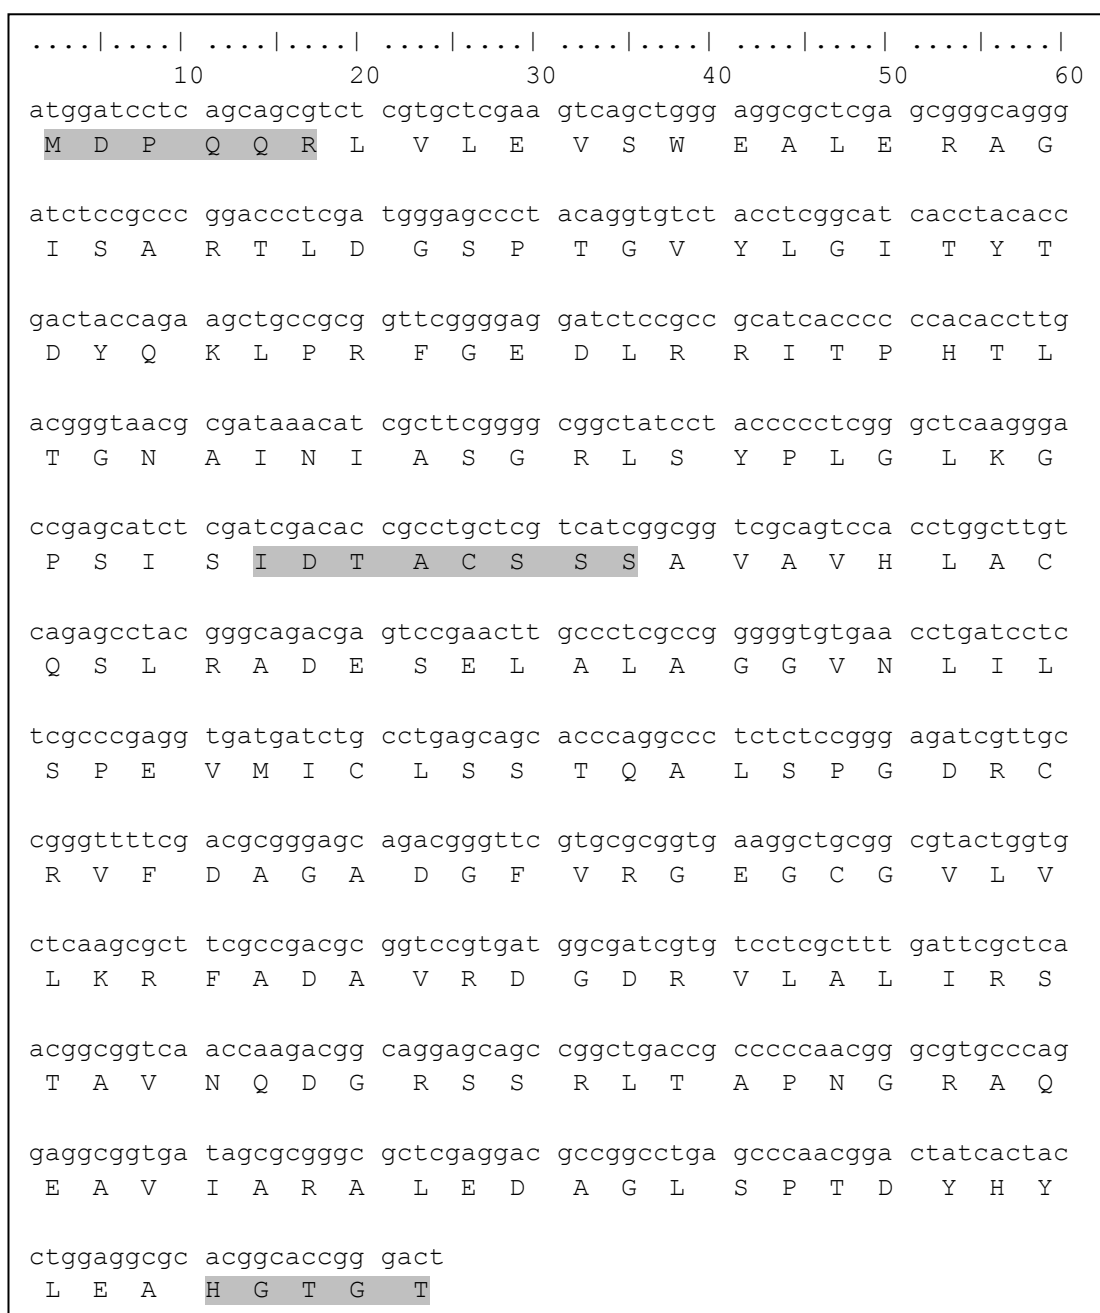 ....|....| ....|....| ....|....| ....|....| ....|....| ....|....|
10 20 30 40 50 60
atggatcctc agcagcgtct cgtgctcgaa gtcagctggg aggcgctcga gcgggcaggg
M D P Q Q R L V L E V S W E A L E R A G
atctccgccc ggaccctcga tgggagccct acaggtgtct acctcggcat cacctacacc
I S A R T L D G S P T G V Y L G I T Y T
gactaccaga agctgccgcg gttcggggag gatctccgcc gcatcacccc ccacaccttg
D Y Q K L P R F G E D L R R I T P H T L
acgggtaacg cgataaacat cgcttcgggg cggctatcct acccctcggg gctcaaggga
T G N A I N I A S G R L S Y P L G L K G
ccgagcatct cgatcgacac cgcctgctcg tcatcggcgg tcgcagtcca cctggcttgt
P S I S I D T A C S S S A V A V H L A C
cagagcctac gggcagacga gtccgaactt gccctcgccg ggggtgtgaa cctgatcctc
Q S L R A D E S E L A L A G G V N L I L
tcgcccgagg tgatgatctg cctgagcagc acccaggccc tctctccggg agatcgttgc
S P E V M I C L S S T Q A L S P G D R C
cgggttttcg acgcgggagc agacgggttc gtgcgcggtg aaggctgcgg cgtactggtg
R V F D A G A D G F V R G E G C G V L V
ctcaagcgct tcgccgacgc ggtccgtgat ggcgatcgtg tcctcgcttt gattcgctca
L K R F A D A V R D G D R V L A L I R S
acggcggtca accaagacgg caggagcagc cggctgaccg cccccaacgg gcgtgcccag
T A V N Q D G R S S R L T A P N G R A Q
gaggcggtga tagcgcgggc gctcgaggac gccggcctga gcccaacgga ctatcactac
E A V I A R A L E D A G L S P T D Y H Y
ctggaggcgc acggcaccgg gact
L E A H G T G T